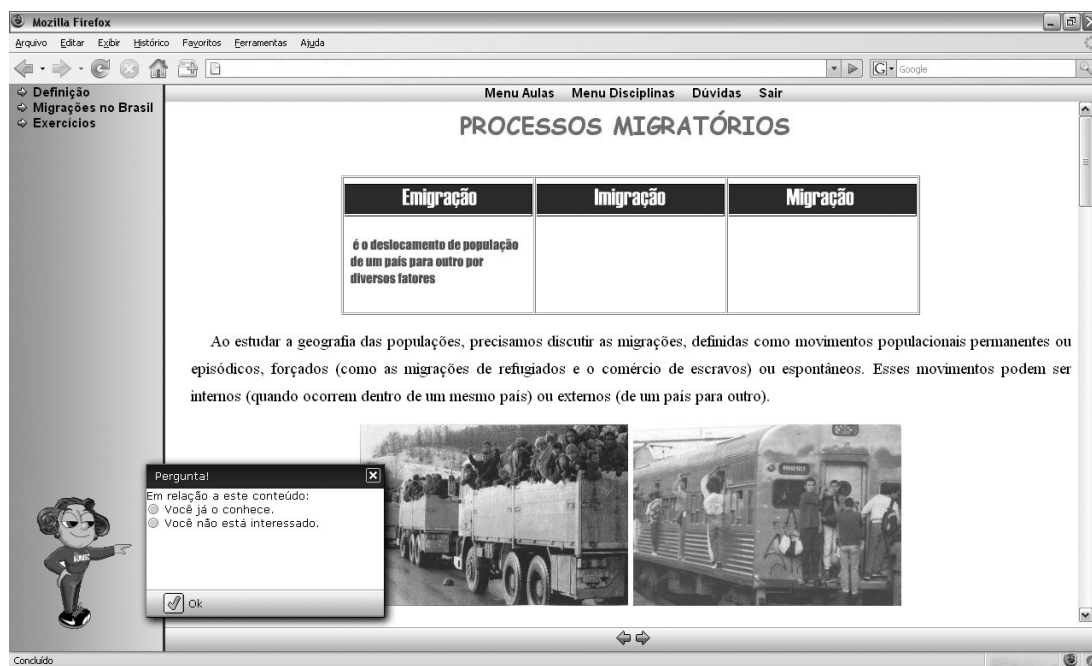 Mozilla Firefox
Arquivo Editar Exibir Histórico Favoritos Ferramentas Ajuda
Google
Definição
Migrações no Brasil
Exercícios
Menu Aulas Menu Disciplinas Dúvidas Sair
PROCESSOS MIGRATÓRIOS
Emigração Imigração Migração
é o deslocamento de população
de um país para outro por
diversos fatores
Ao estudar a geografia das populações, precisamos discutir as migrações, definidas como movimentos populacionais permanentes ou
episódicos, forçados (como as migrações de refugiados e o comércio de escravos) ou espontâneos. Esses movimentos podem ser
internos (quando ocorrem dentro de um mesmo país) ou externos (de um país para outro).
Pergunta!
Em relação a este conteúdo:
Você já o conhece.
Você não está interessado.
Ok
Concluído